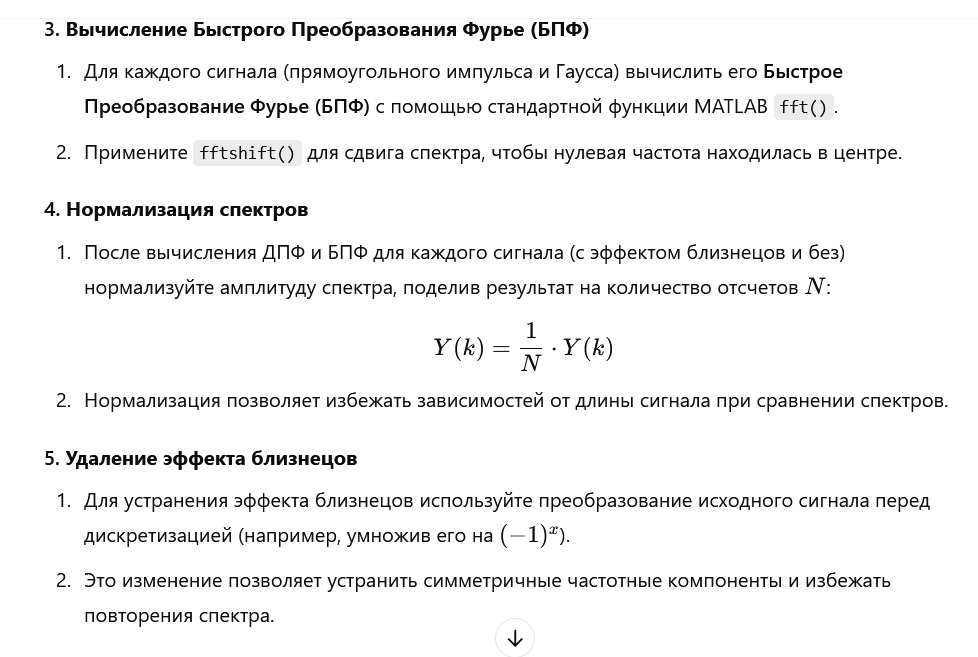 3. Вычисление Быстрого Преобразования Фурье (БПФ)
1. Для каждого сигнала (прямоугольного импульса и Гаусса) вычислить его Быстрое
Преобразование Фурье (БПФ) с помощью стандартной функции MATLAB fft().
2. Примените fftshift() для сдвига спектра, чтобы нулевая частота находилась в центре.
4. Нормализация спектров
1. После вычисления ДПФ и БПФ для каждого сигнала (с эффектом близнецов и без)
нормализуйте амплитуду спектра, поделив результат на количество отсчетов N:
Y(k) = 1/N · Y(k)
2. Нормализация позволяет избежать зависимостей от длины сигнала при сравнении спектров.
5. Удаление эффекта близнецов
1. Для устранения эффекта близнецов используйте преобразование исходного сигнала перед
дискретизацией (например, умножив его на (−1)^x).
2. Это изменение позволяет устранить симметричные частотные компоненты и избежать
повторения спектра.